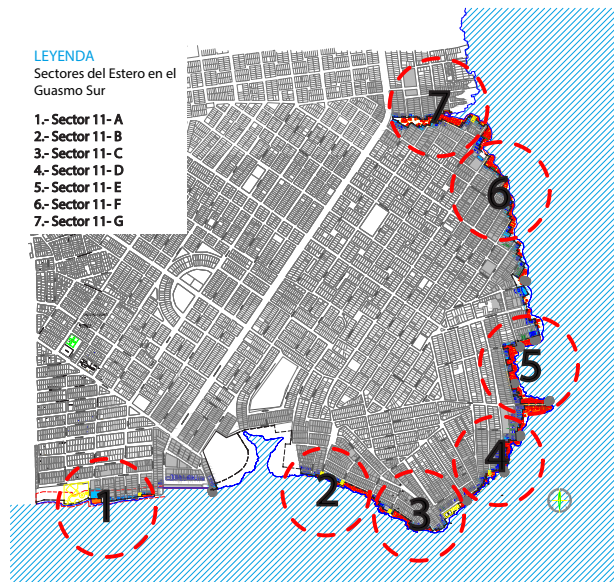 LEYENDA
Sectores del Estero en el
Guasmo Sur
1.- Sector 11- A
2.- Sector 11- B
3.- Sector 11- C
4.- Sector 11- D
5.- Sector 11- E
6.- Sector 11- F
7.- Sector 11- G
7
6
5
4
1
2
3